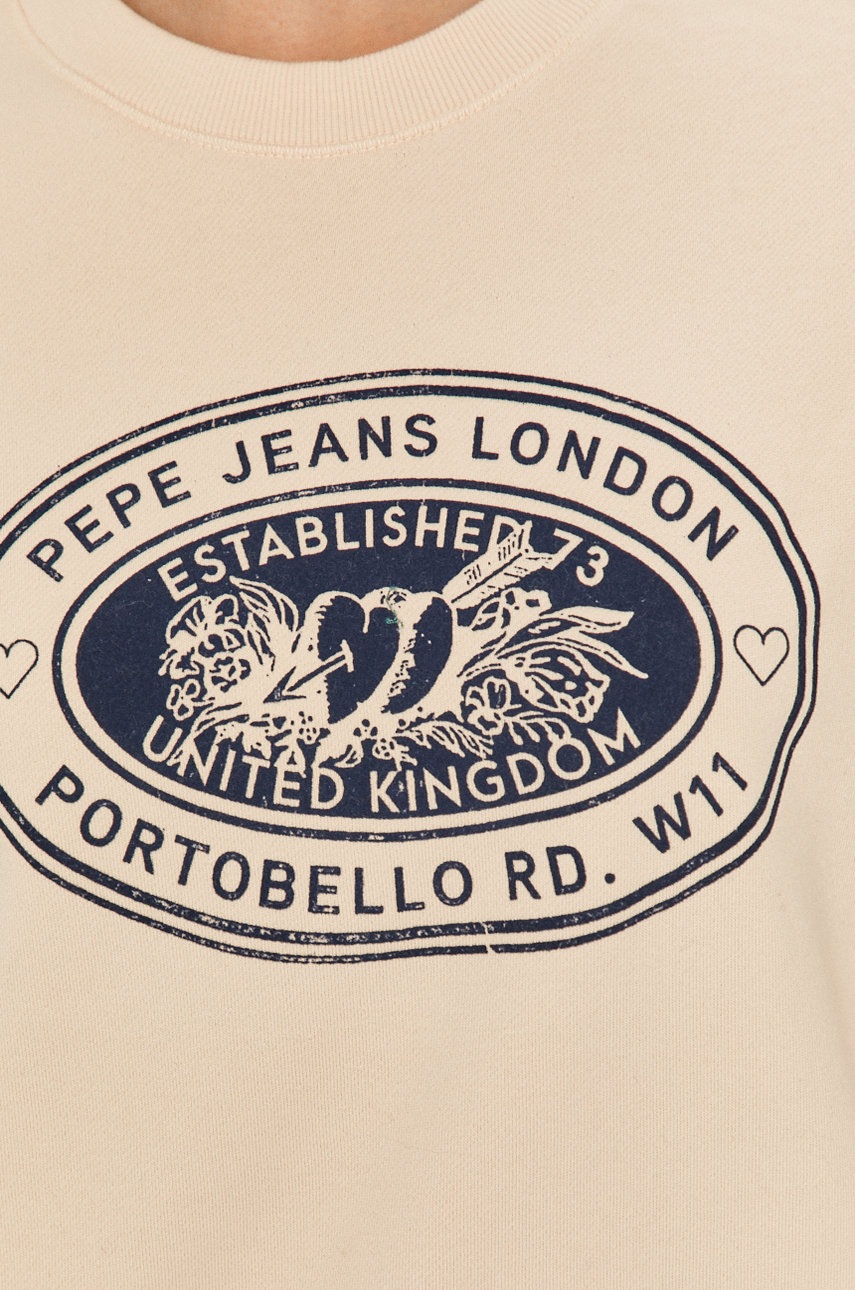 PEPE JEANS LONDON
ESTABLISHED 73
UNITED KINGDOM
PORTOBELLO RD. W11